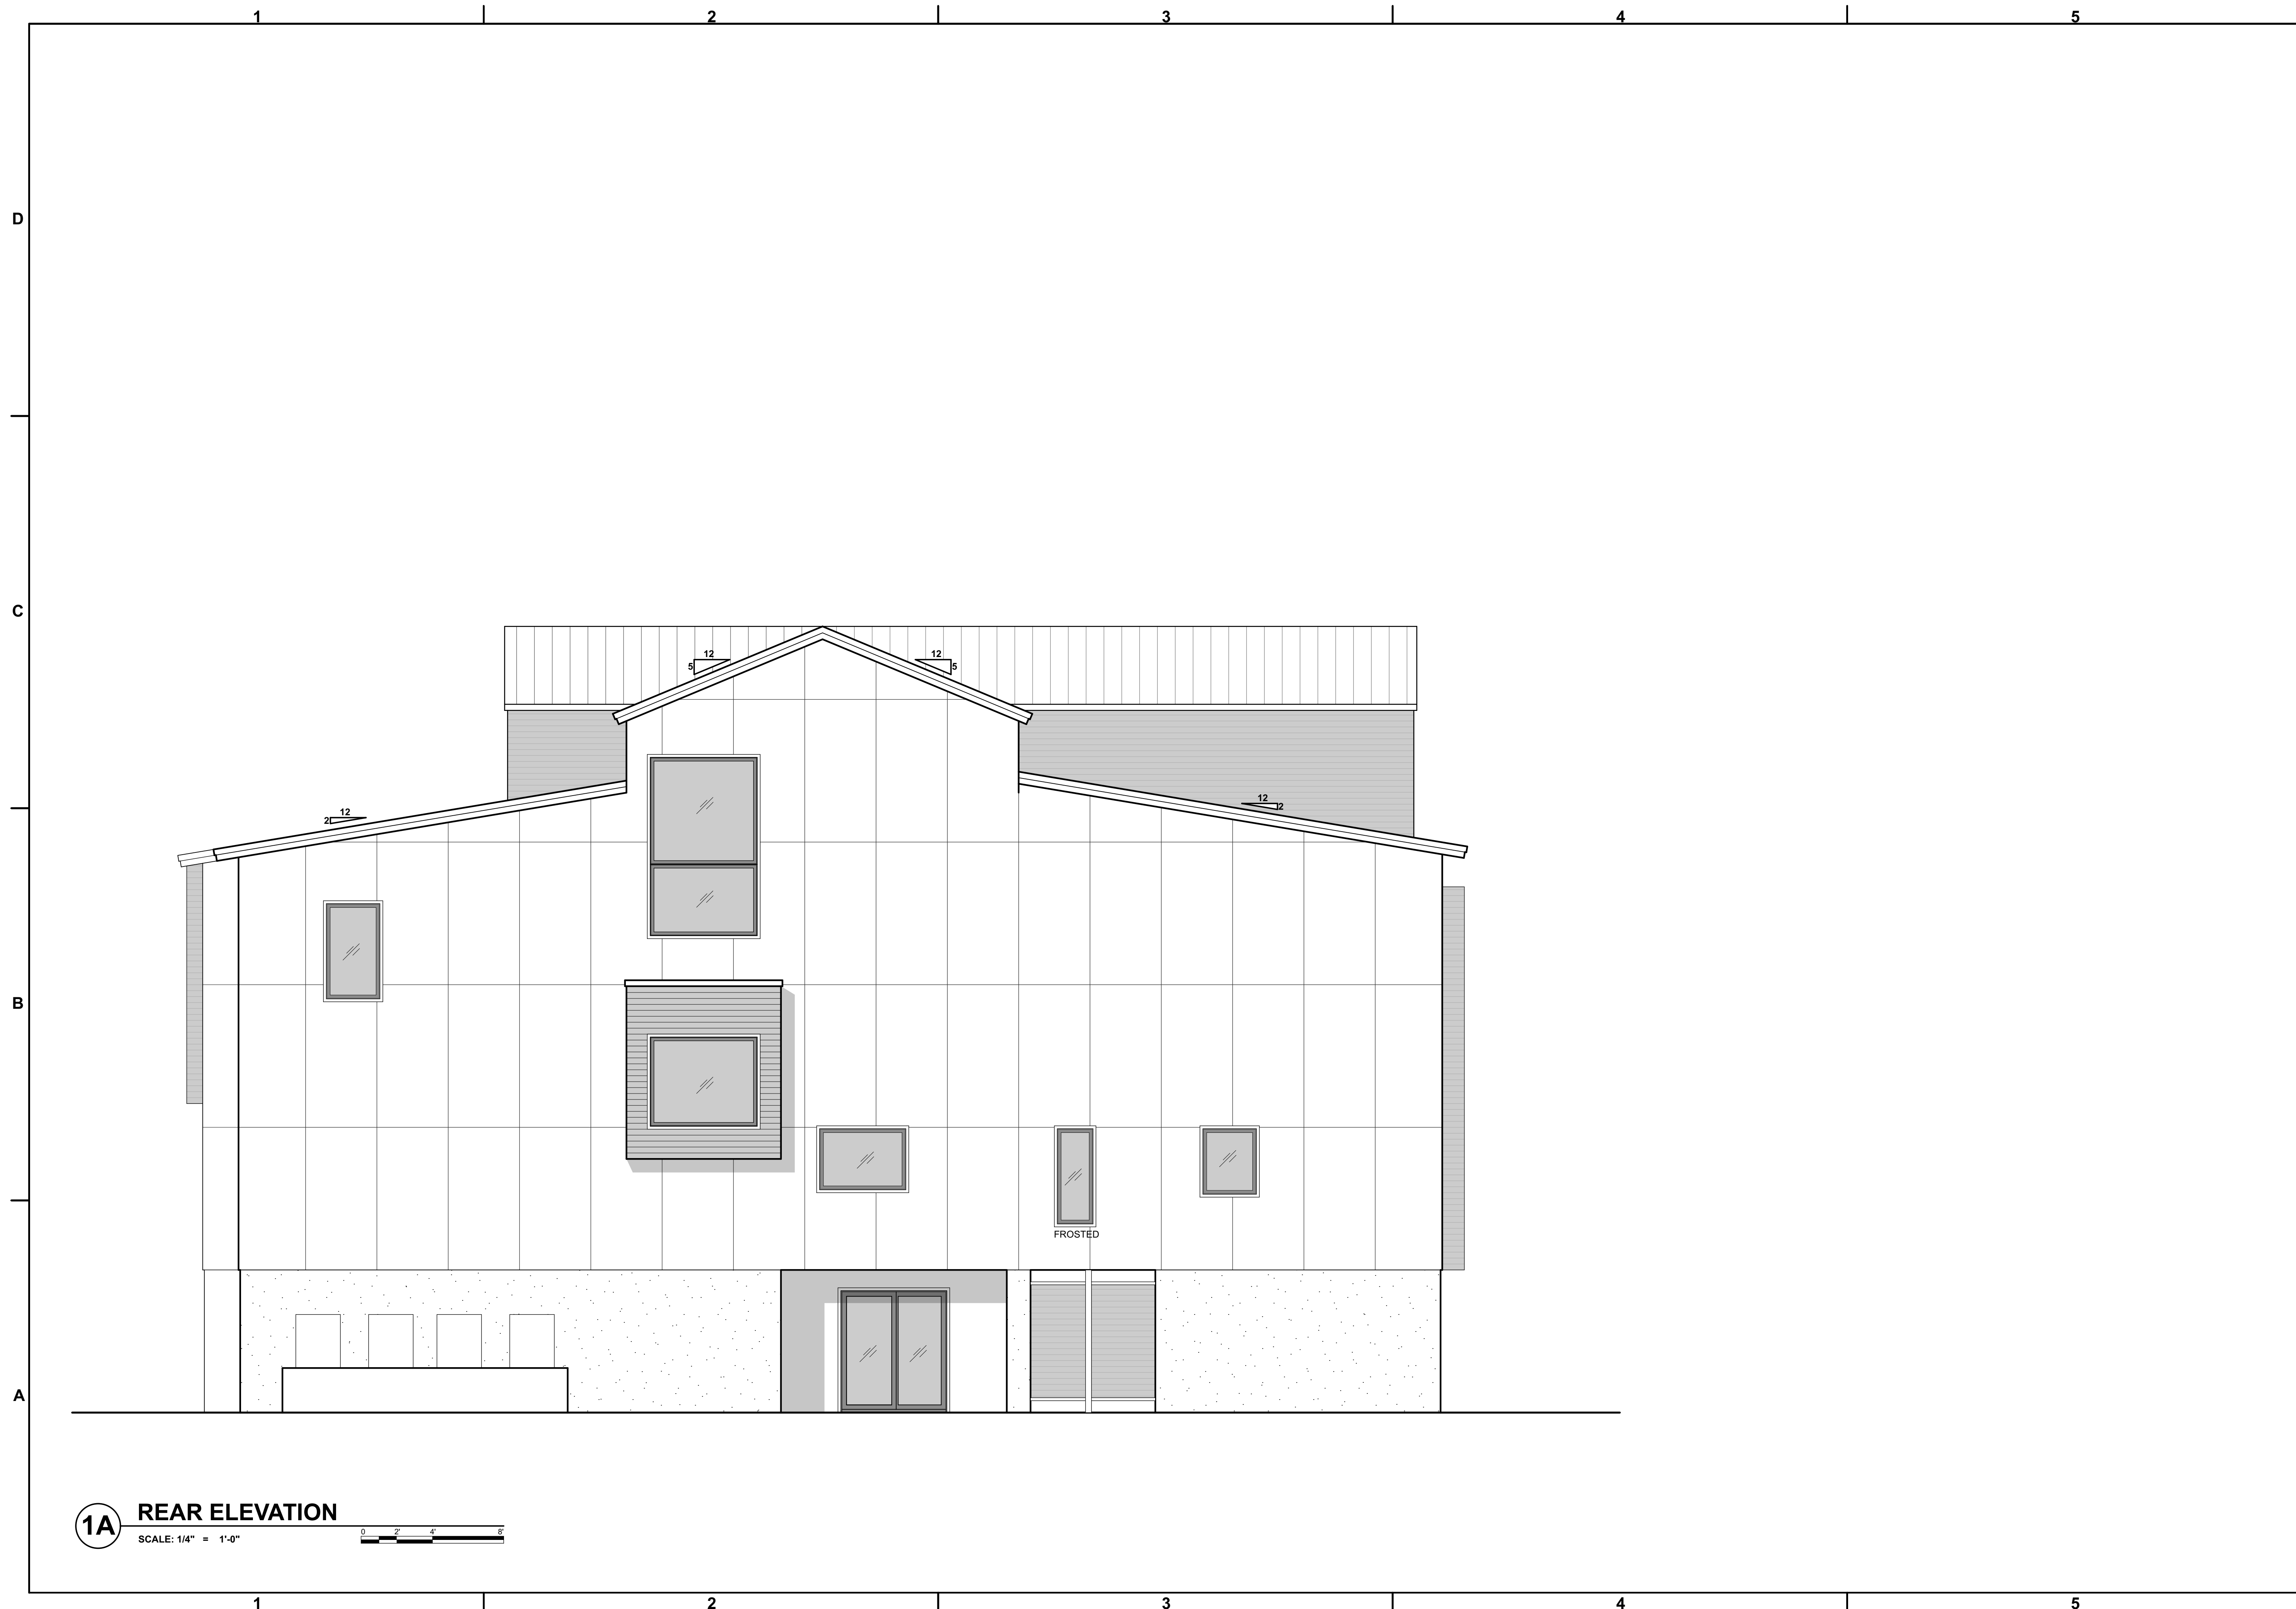 1 2 3 4 5
D
C
12 12
5 5
12
2
12
2
B
FROSTED
A
1A REAR ELEVATION
SCALE: 1/4" = 1'-0"
0 2' 4' 8'
1 2 3 4 5